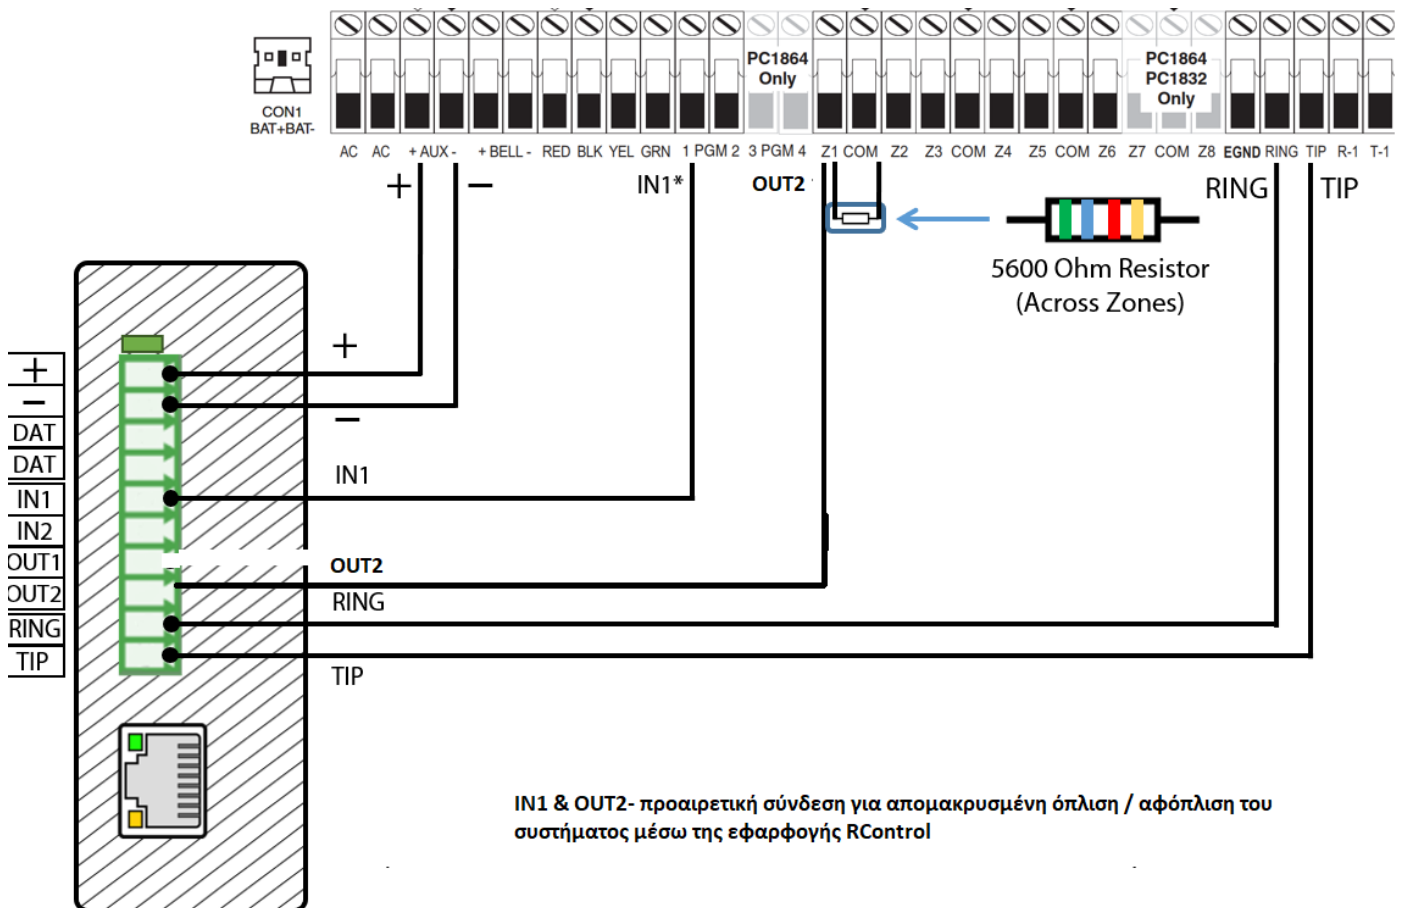 PC1864
Only
PC1864
PC1832
Only
CON1
BAT+BAT-
AC AC + AUX - + BELL - RED BLK YEL GRN 1 PGM 2 3 PGM 4 Z1 COM Z2 Z3 COM Z4 Z5 COM Z6 Z7 COM Z8 EGND RING TIP R-1 T-1
+ − IN1* OUT2 RING TIP
5600 Ohm Resistor
(Across Zones)
+
−
DAT
DAT
IN1
IN2
OUT1
OUT2
RING
TIP
+
−
IN1
OUT2
RING
TIP
IN1 & OUT2- προαιρετική σύνδεση για απομακρυσμένη όπλιση / αφόπλιση του
συστήματος μέσω της εφαρφογής RControl